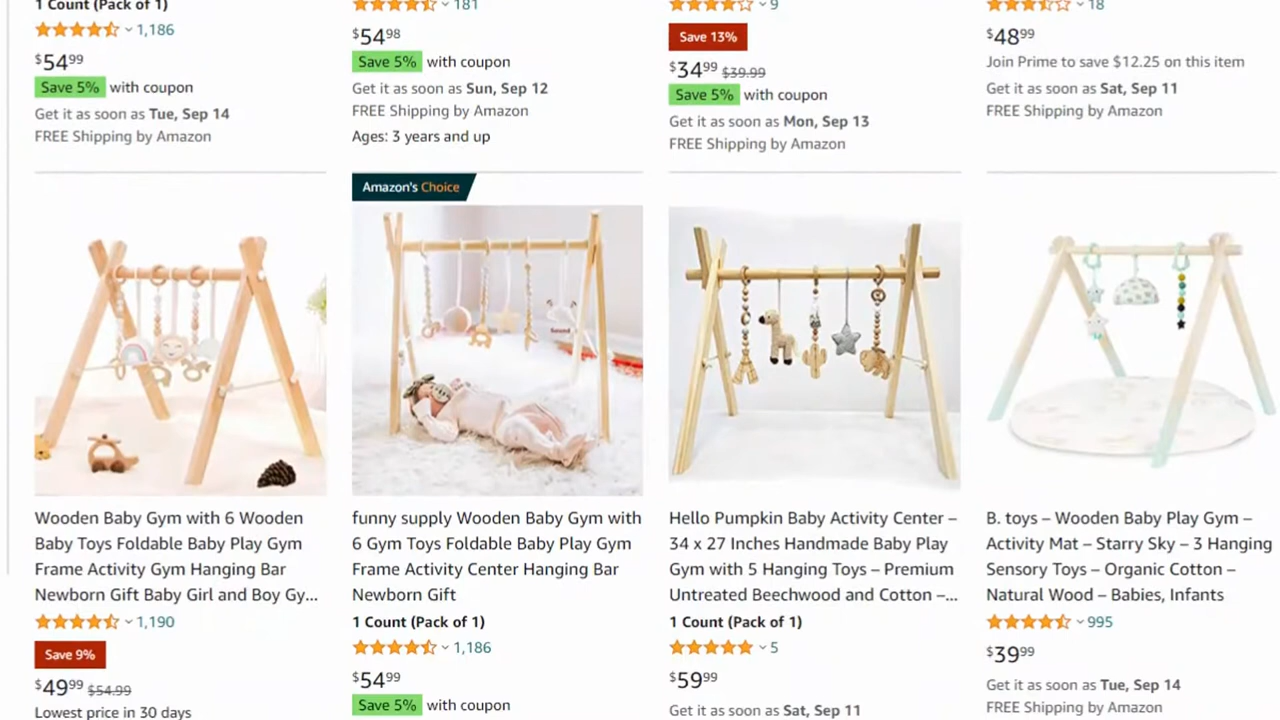 1 Count (Pack of 1)
1,186
$54.99
Save 5% with coupon
Get it as soon as Tue, Sep 14
FREE Shipping by Amazon
181
$54.98
Save 5% with coupon
Get it as soon as Sun, Sep 12
FREE Shipping by Amazon
Ages: 3 years and up
9
Save 13%
$34.99 $39.99
Save 5% with coupon
Get it as soon as Mon, Sep 13
FREE Shipping by Amazon
18
$48.99
Join Prime to save $12.25 on this item
Get it as soon as Sat, Sep 11
FREE Shipping by Amazon
Wooden Baby Gym with 6 Wooden
Baby Toys Foldable Baby Play Gym
Frame Activity Gym Hanging Bar
Newborn Gift Baby Girl and Boy Gy...
1,190
Save 9%
$49.99 $54.99
Lowest price in 30 days
Amazon's Choice
funny supply Wooden Baby Gym with
6 Gym Toys Foldable Baby Play Gym
Frame Activity Center Hanging Bar
Newborn Gift
1 Count (Pack of 1)
1,186
$54.99
Save 5% with coupon
Hello Pumpkin Baby Activity Center –
34 x 27 Inches Handmade Baby Play
Gym with 5 Hanging Toys – Premium
Untreated Beechwood and Cotton –...
1 Count (Pack of 1)
5
$59.99
Get it as soon as Sat, Sep 11
B. toys – Wooden Baby Play Gym –
Activity Mat – Starry Sky – 3 Hanging
Sensory Toys – Organic Cotton –
Natural Wood – Babies, Infants
995
$39.99
Get it as soon as Tue, Sep 14
FREE Shipping by Amazon